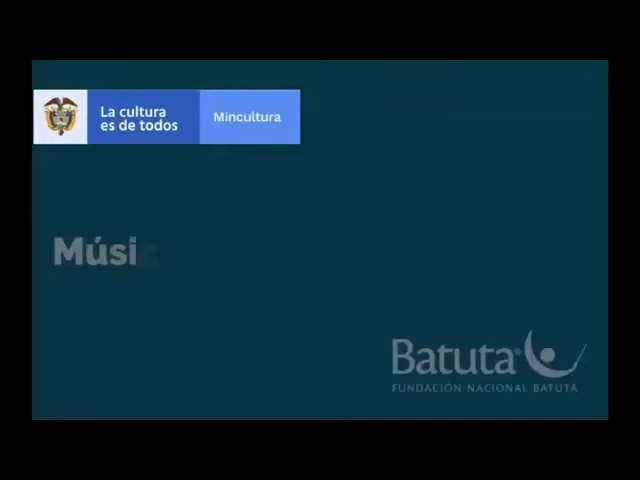 La cultura
es de todos
Mincultura
Músi
Batuta
FUNDACIÓN NACIONAL BATUTA